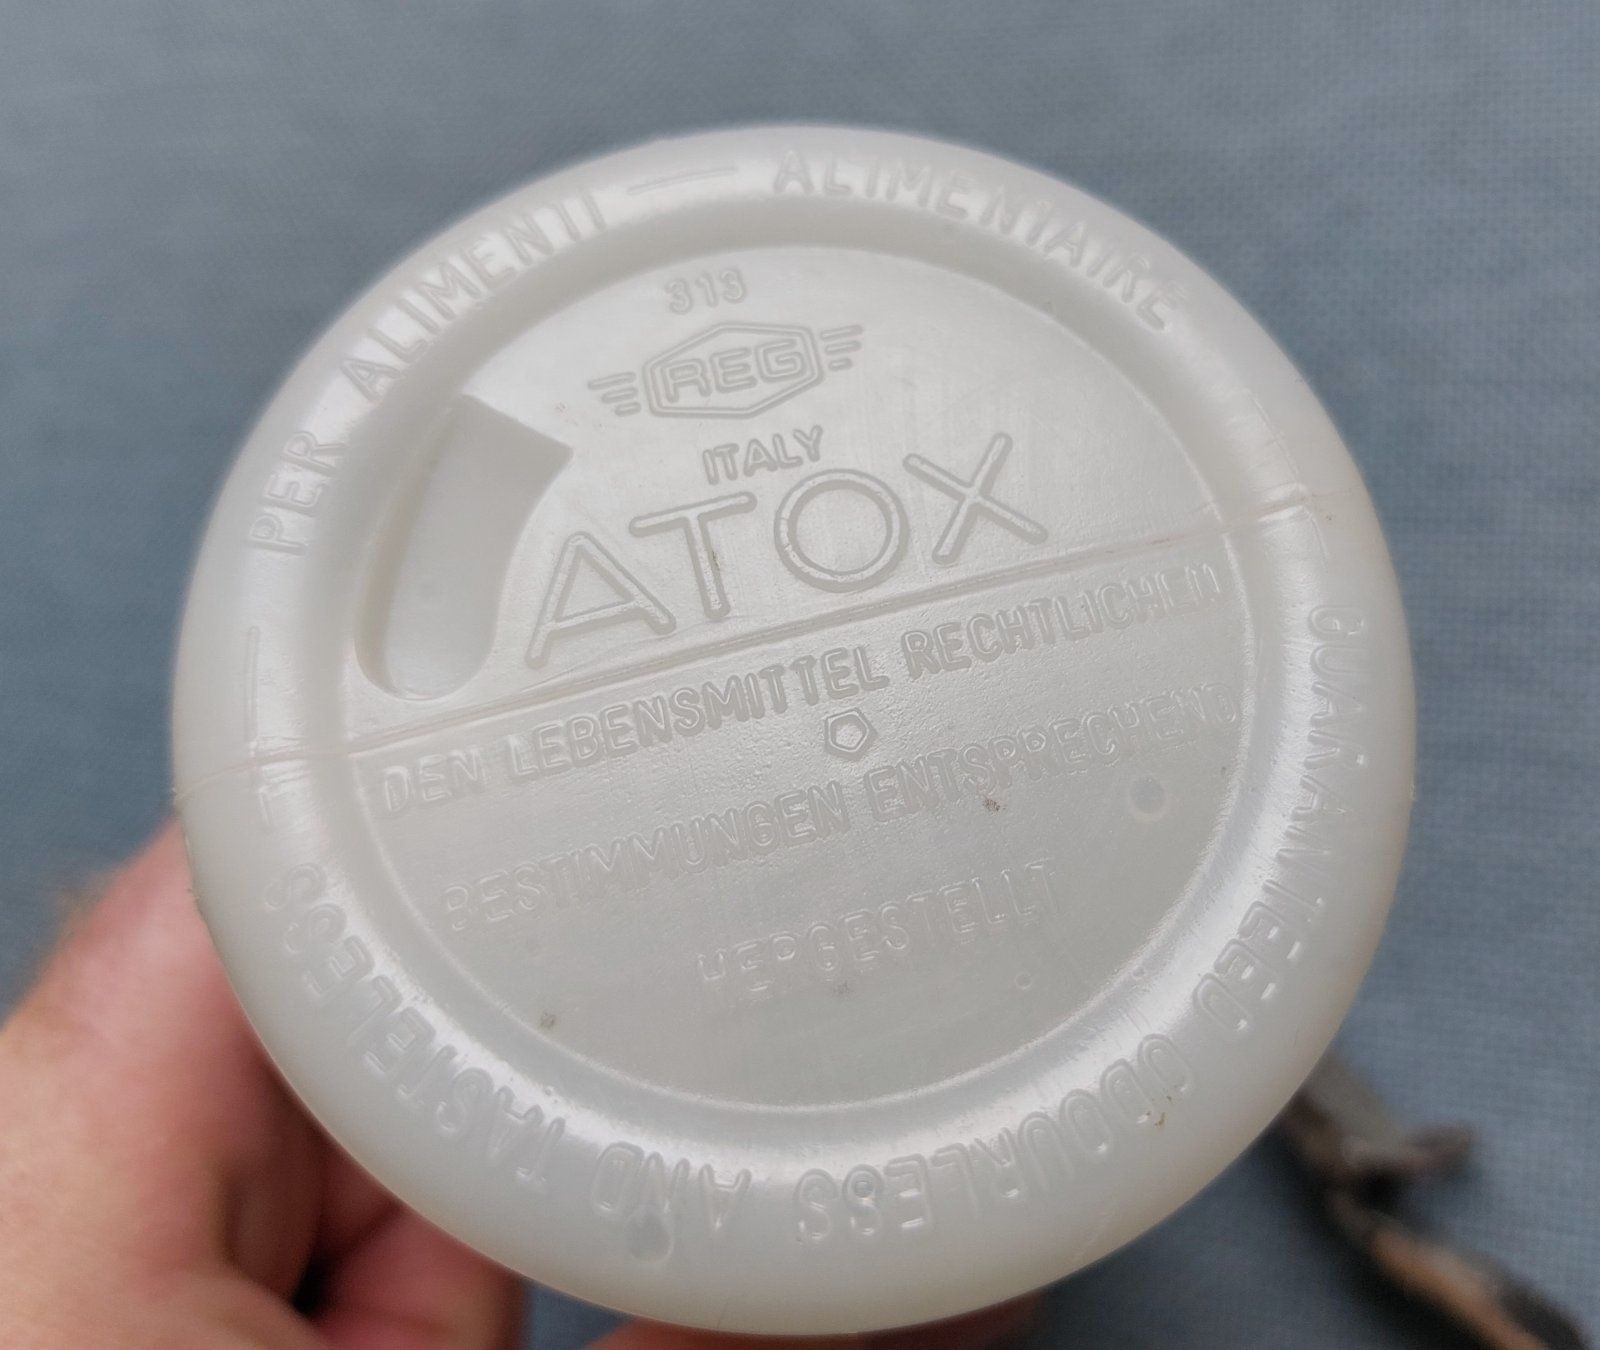 PER ALIMENTI — ALIMENTAIRE —
GUARANTEED ODOURLESS AND TASTELESS —
313
REG
ITALY
ATOX
DEN LEBENSMITTEL RECHTLICHEN
BESTIMMUNGEN ENTSPRECHEND
HERGESTELLT